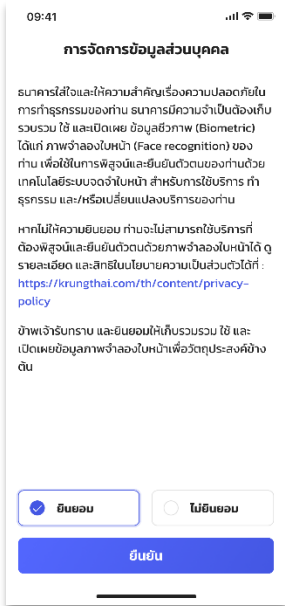 09:41
การจัดการข้อมูลส่วนบุคคล
ธนาคารใส่ใจและให้ความสำคัญเรื่องความปลอดภัยใน
การทำธุรกรรมของท่าน ธนาคารมีความจำเป็นต้องเก็บ
รวบรวม ใช้ และเปิดเผย ข้อมูลชีวภาพ (Biometric)
ได้แก่ ภาพจำลองใบหน้า (Face recognition) ของ
ท่าน เพื่อใช้ในการพิสูจน์และยืนยันตัวตนของท่านด้วย
เทคโนโลยีระบบจดจำใบหน้า สำหรับการใช้บริการ ทำ
ธุรกรรม และ/หรือเปลี่ยนแปลงบริการของท่าน
หากไม่ให้ความยินยอม ท่านจะไม่สามารถใช้บริการที่
ต้องพิสูจน์และยืนยันตัวตนด้วยภาพจำลองใบหน้าได้ ดู
รายละเอียด และสิทธิในนโยบายความเป็นส่วนตัวได้ที่ :
https://krungthai.com/th/content/privacy-
policy
ข้าพเจ้ารับทราบ และยินยอมให้เก็บรวบรวม ใช้ และ
เปิดเผยข้อมูลภาพจำลองใบหน้าเพื่อวัตถุประสงค์ข้าง
ต้น
ยินยอม
ไม่ยินยอม
ยืนยัน